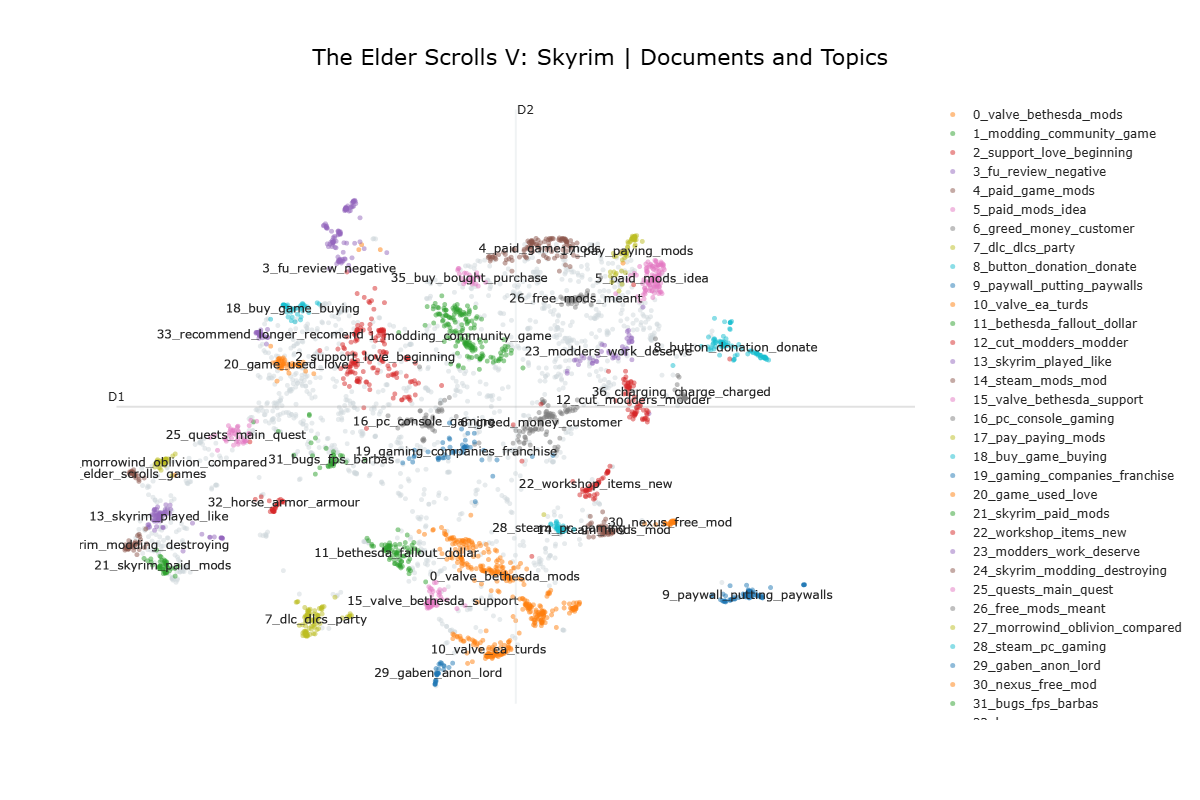 The Elder Scrolls V: Skyrim | Documents and Topics
D2
D1
3_fu_review_negative
4_paid_game_mods
17_pay_paying_mods
35_buy_bought_purchase
5_paid_mods_idea
26_free_mods_meant
18_buy_game_buying
33_recommend_longer_recomend
1_modding_community_game
23_modders_work_deserve
8_button_donation_donate
2_support_love_beginning
20_game_used_love
36_charging_charge_charged
12_cut_modders_modder
16_pc_console_gaming
6_greed_money_customer
25_quests_main_quest
19_gaming_companies_franchise
31_bugs_fps_barbas
_morrowind_oblivion_compared
_elder_scrolls_games
22_workshop_items_new
32_horse_armor_armour
13_skyrim_played_like
28_steam_pc_gaming
14_steam_mods_mod
30_nexus_free_mod
rim_modding_destroying
11_bethesda_fallout_dollar
21_skyrim_paid_mods
0_valve_bethesda_mods
15_valve_bethesda_support
9_paywall_putting_paywalls
7_dlc_dlcs_party
10_valve_ea_turds
29_gaben_anon_lord
0_valve_bethesda_mods
1_modding_community_game
2_support_love_beginning
3_fu_review_negative
4_paid_game_mods
5_paid_mods_idea
6_greed_money_customer
7_dlc_dlcs_party
8_button_donation_donate
9_paywall_putting_paywalls
10_valve_ea_turds
11_bethesda_fallout_dollar
12_cut_modders_modder
13_skyrim_played_like
14_steam_mods_mod
15_valve_bethesda_support
16_pc_console_gaming
17_pay_paying_mods
18_buy_game_buying
19_gaming_companies_franchise
20_game_used_love
21_skyrim_paid_mods
22_workshop_items_new
23_modders_work_deserve
24_skyrim_modding_destroying
25_quests_main_quest
26_free_mods_meant
27_morrowind_oblivion_compared
28_steam_pc_gaming
29_gaben_anon_lord
30_nexus_free_mod
31_bugs_fps_barbas